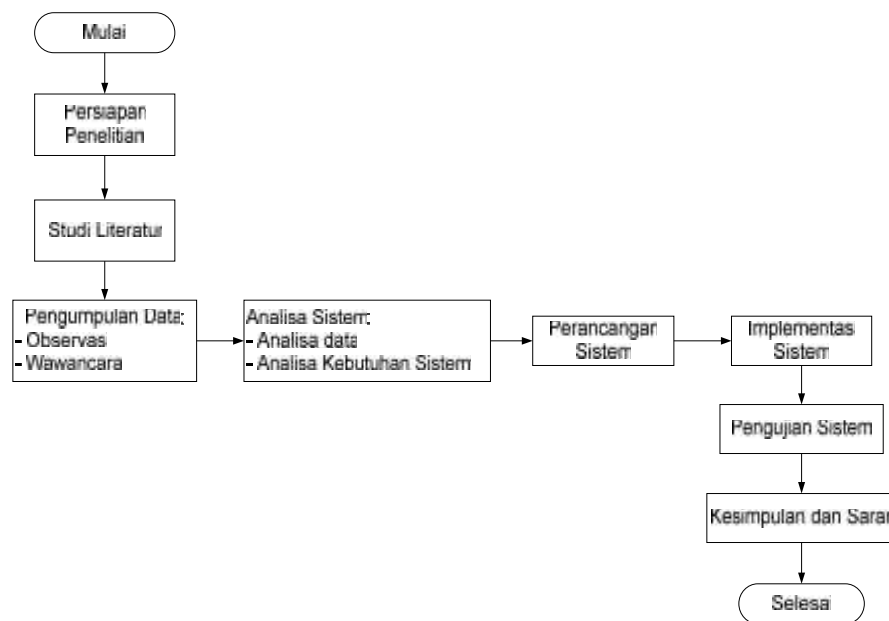 Mulai
Persiapan
Penelitian
Studi Literatur
Pengumpulan Data:
- Observas
- Wawancara
Analisa Sistem:
- Analisa data
- Analisa Kebutuhan Sistem
Perancangan
Sistem
Implementas
Sistem
Pengujian Sistem
Kesimpulan dan Saran
Selesai